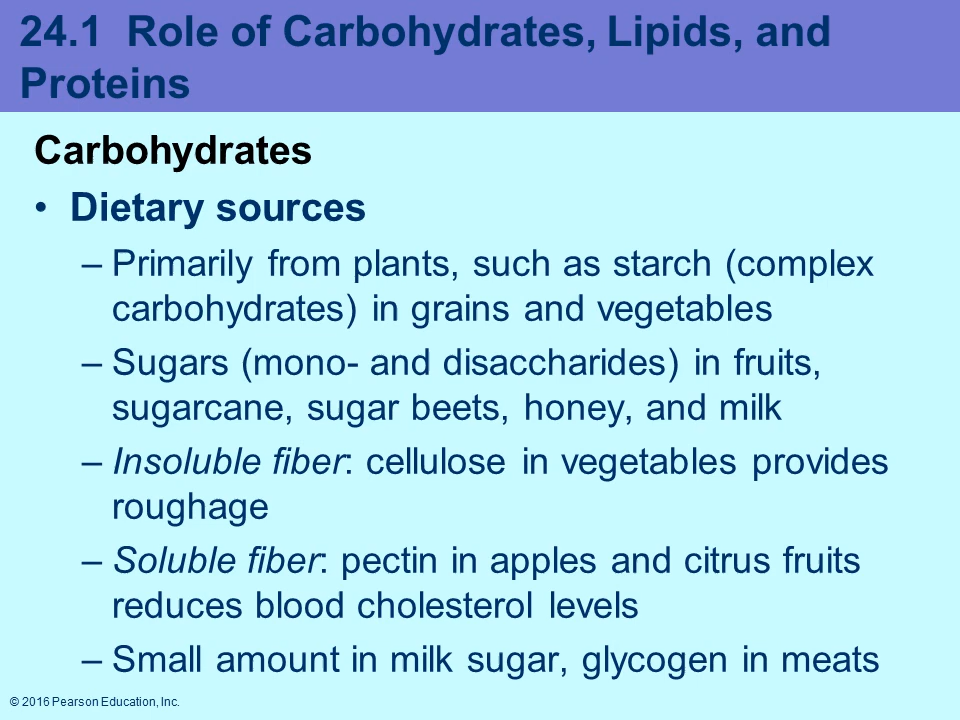 24.1 Role of Carbohydrates, Lipids, and
Proteins
Carbohydrates
• Dietary sources
– Primarily from plants, such as starch (complex
carbohydrates) in grains and vegetables
– Sugars (mono- and disaccharides) in fruits,
sugarcane, sugar beets, honey, and milk
– Insoluble fiber: cellulose in vegetables provides
roughage
– Soluble fiber: pectin in apples and citrus fruits
reduces blood cholesterol levels
– Small amount in milk sugar, glycogen in meats
© 2016 Pearson Education, Inc.